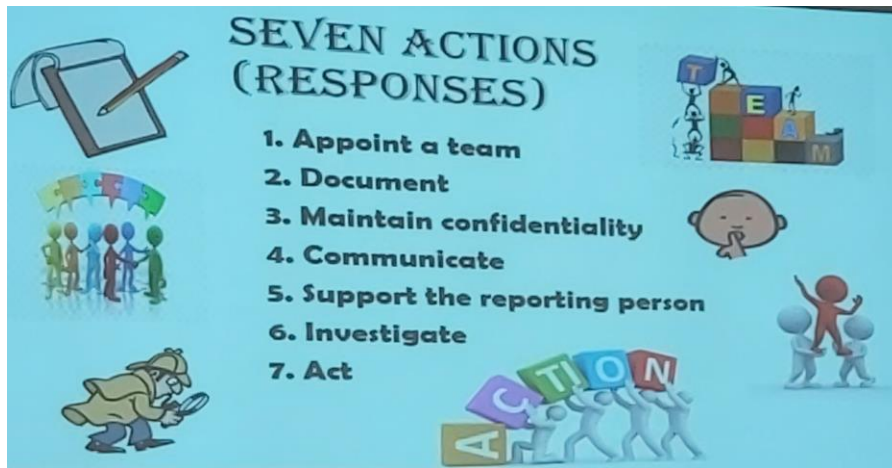 SEVEN ACTIONS
(RESPONSES)
1. Appoint a team
2. Document
3. Maintain confidentiality
4. Communicate
5. Support the reporting person
6. Investigate
7. Act
TEAM
ACTION